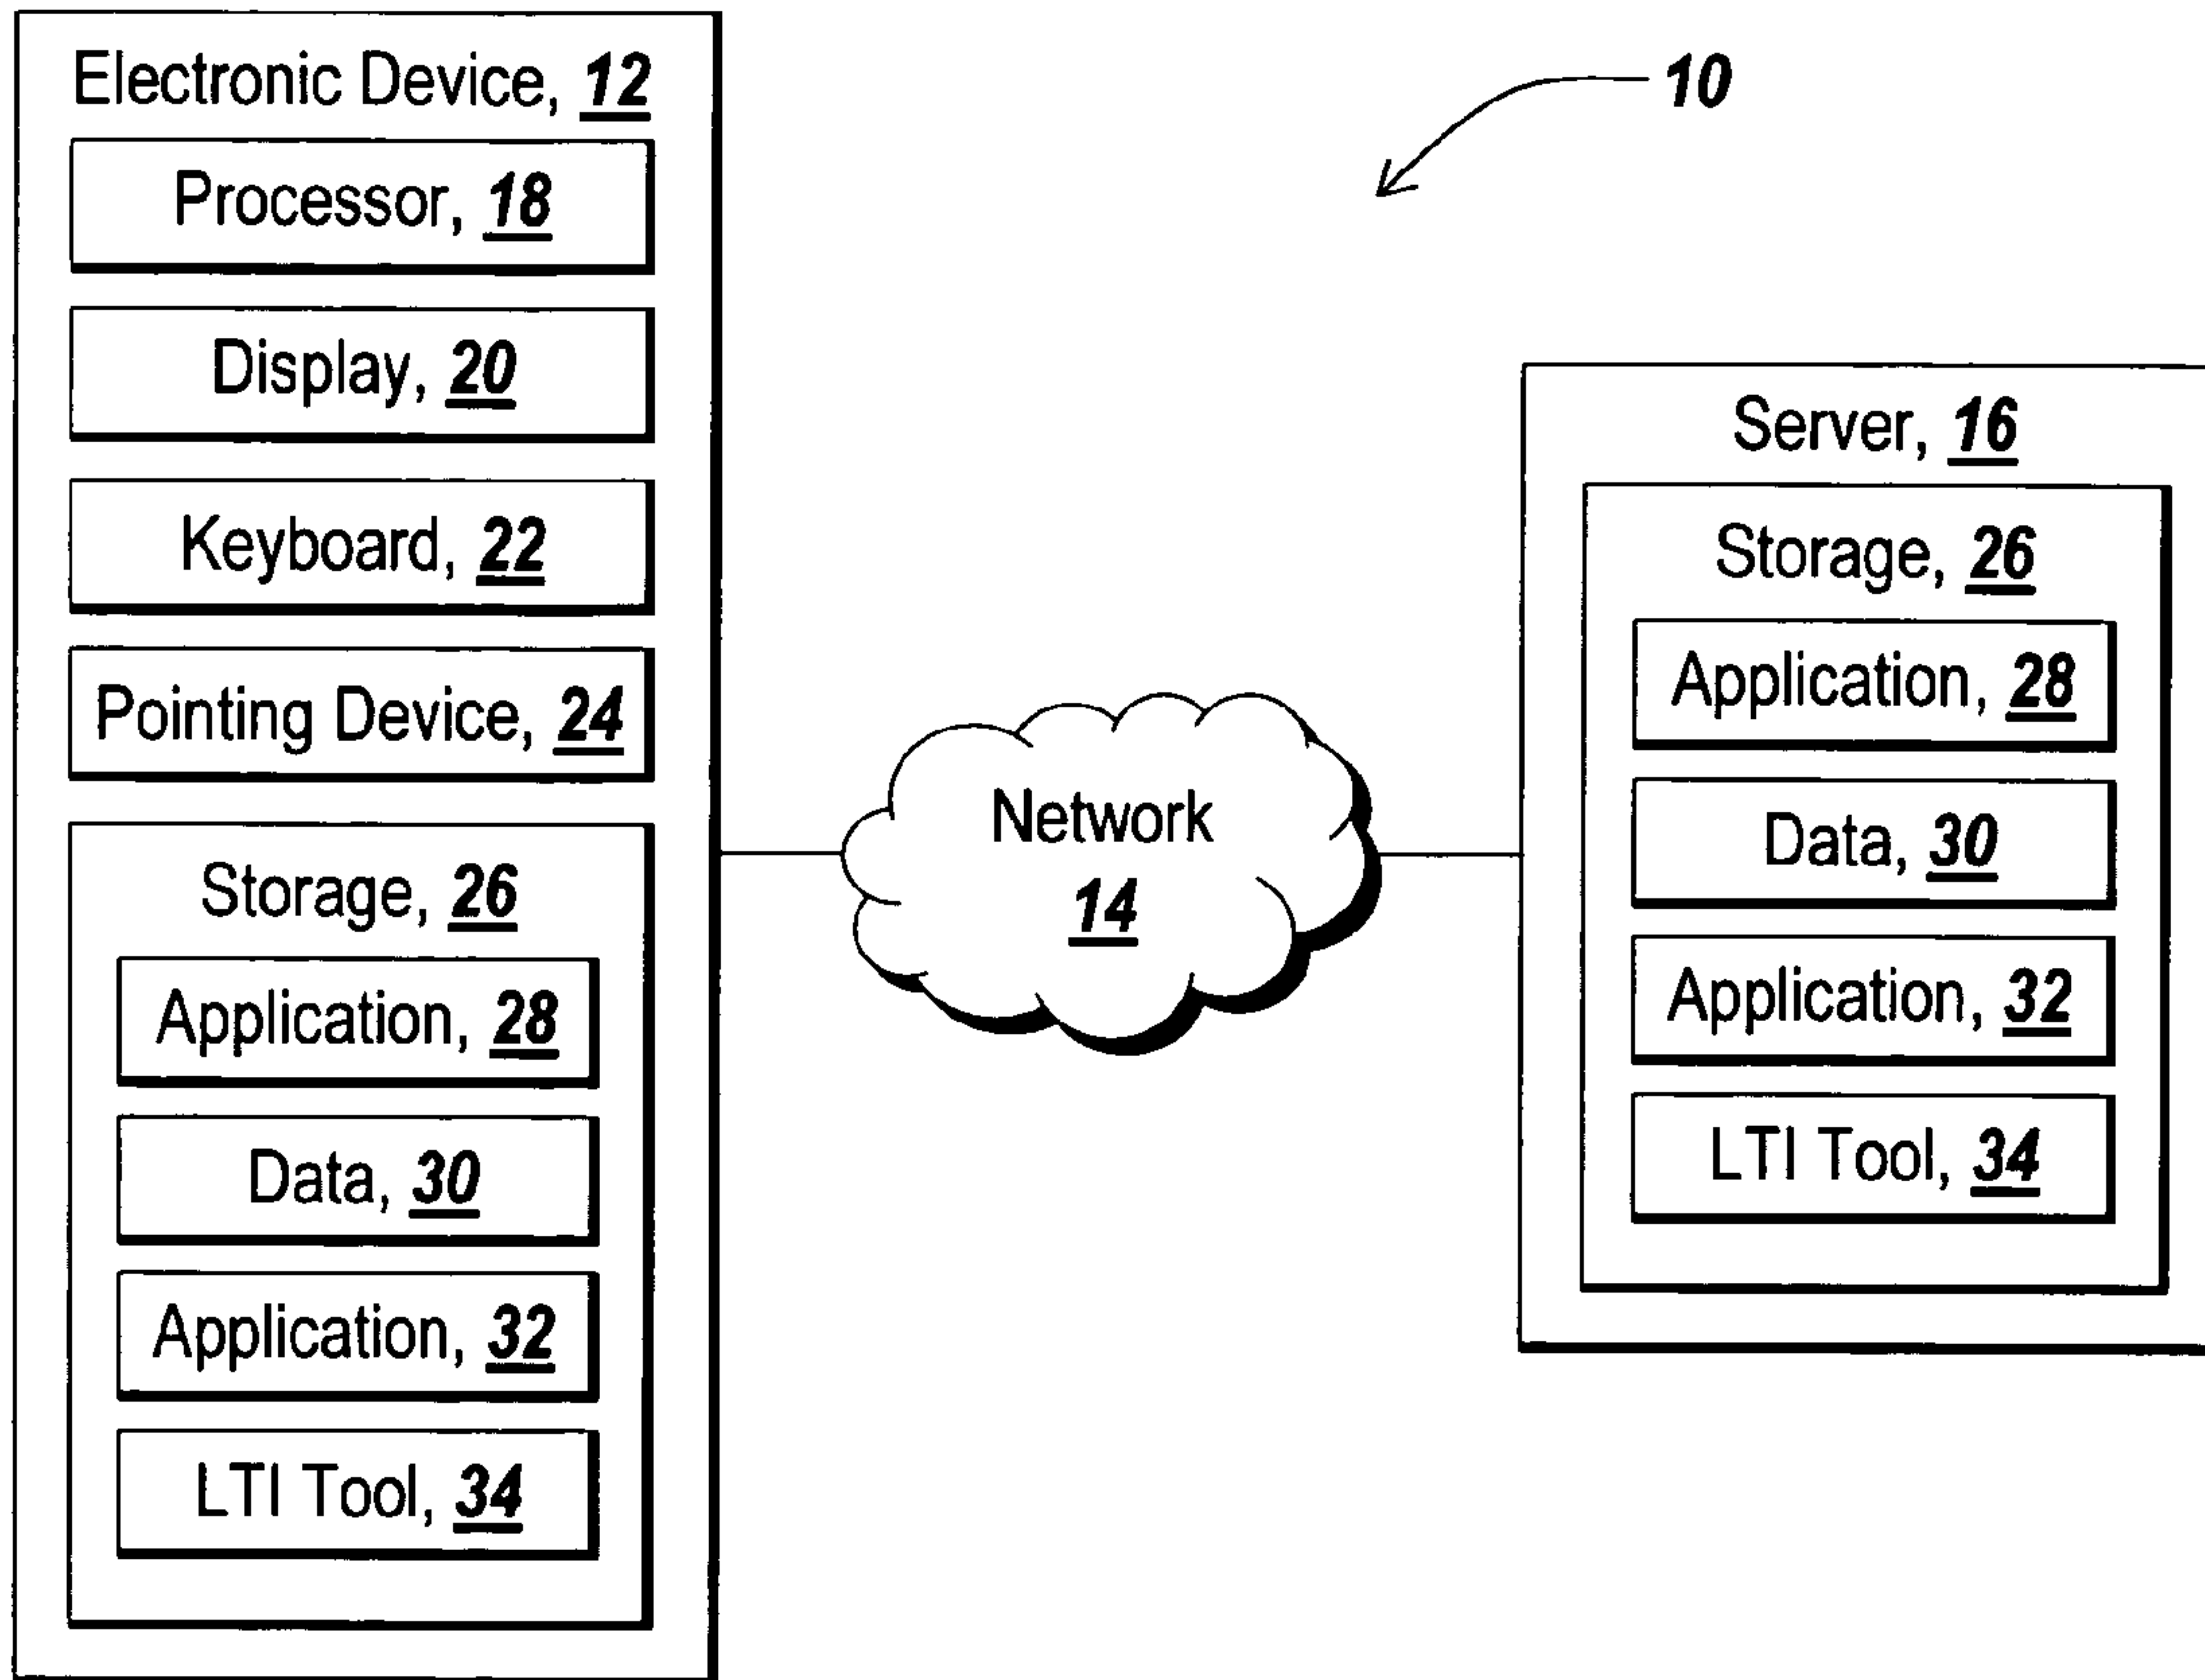 Electronic Device, 12
Processor, 18
Display, 20
Keyboard, 22
Pointing Device, 24
Storage, 26
Application, 28
Data, 30
Application, 32
LTI Tool, 34
Network
14
10
Server, 16
Storage, 26
Application, 28
Data, 30
Application, 32
LTI Tool, 34